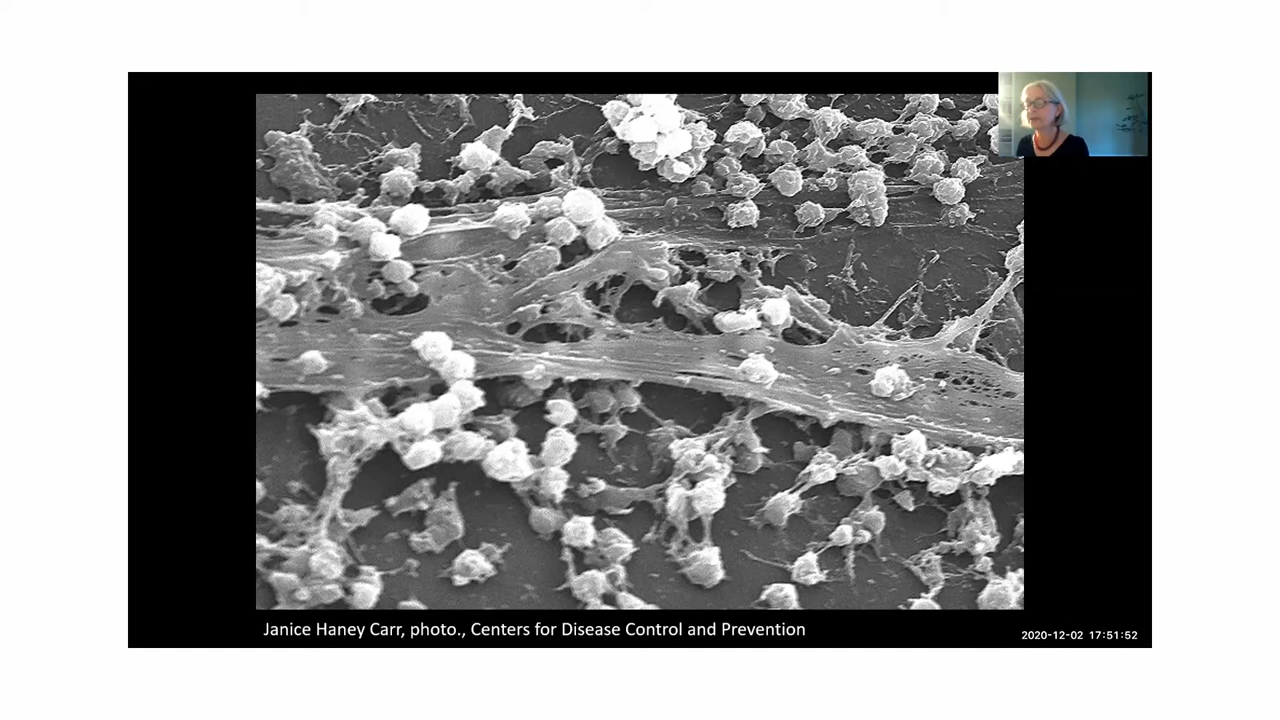 Janice Haney Carr, photo., Centers for Disease Control and Prevention
2020-12-02 17:51:52